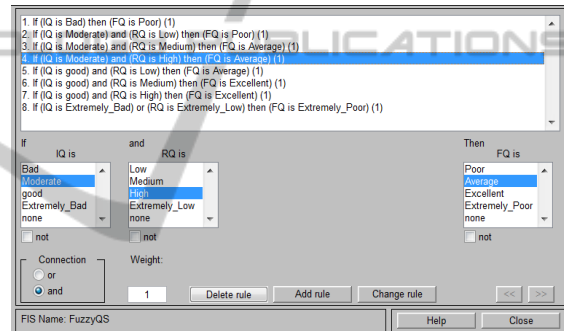 1. If (IQ is Bad) then (FQ is Poor) (1)
2. If (IQ is Moderate) and (RQ is Low) then (FQ is Poor) (1)
3. If (IQ is Moderate) and (RQ is Medium) then (FQ is Average) (1)
4. If (IQ is Moderate) and (RQ is High) then (FQ is Average) (1)
5. If (IQ is good) and (RQ is Low) then (FQ is Average) (1)
6. If (IQ is good) and (RQ is Medium) then (FQ is Excellent) (1)
7. If (IQ is good) and (RQ is High) then (FQ is Excellent) (1)
8. If (IQ is Extremely_Bad) or (RQ is Extremely_Low) then (FQ is Extremely_Poor) (1)
PUBLICATIONS
If and Then
IQ is RQ is FQ is
Bad Low Poor
Moderate Medium Average
good High Excellent
Extremely_Bad Extremely_Low Extremely_Poor
none none none
not not not
Connection Weight:
or
and 1 Delete rule Add rule Change rule << >>
FIS Name: FuzzyQS Help Close